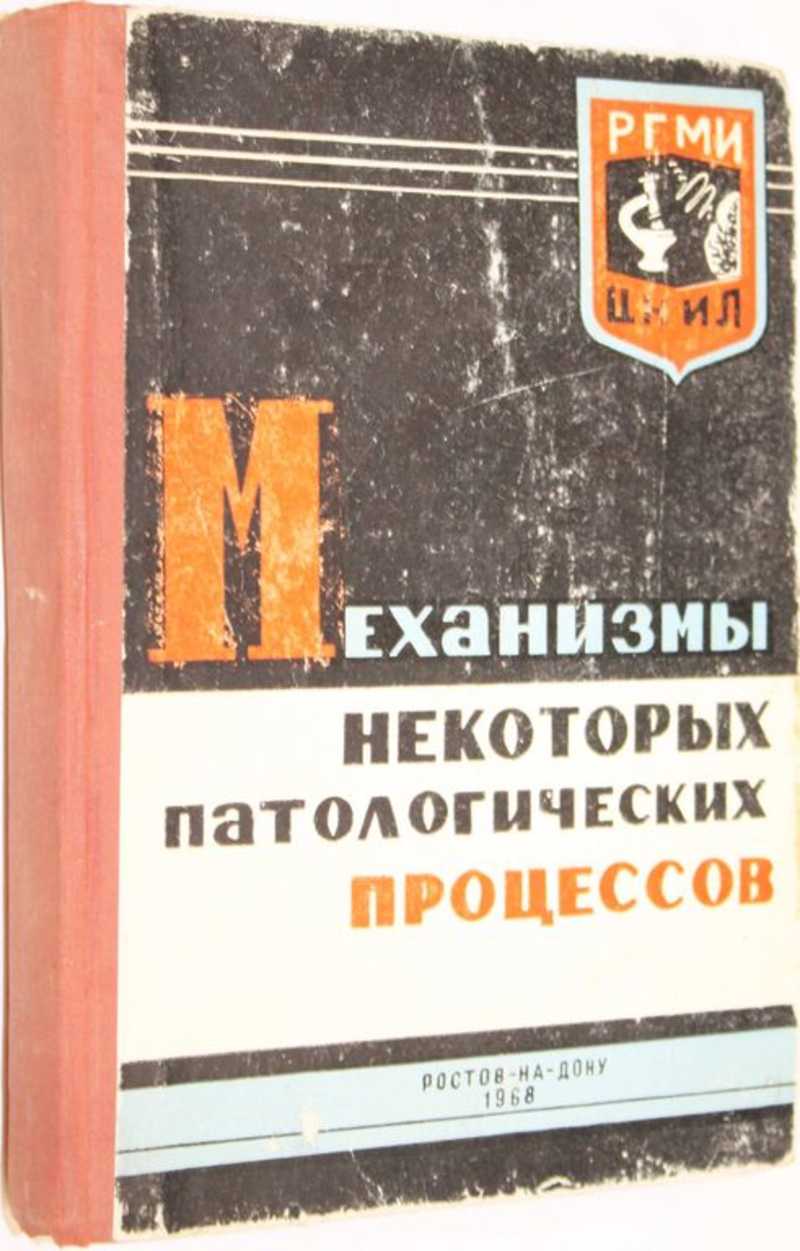 РГМИ
ЦНИЛ
Механизмы
НЕКОТОРЫХ
патологических
ПРОЦЕССОВ
РОСТОВ-НА-ДОНУ
1968